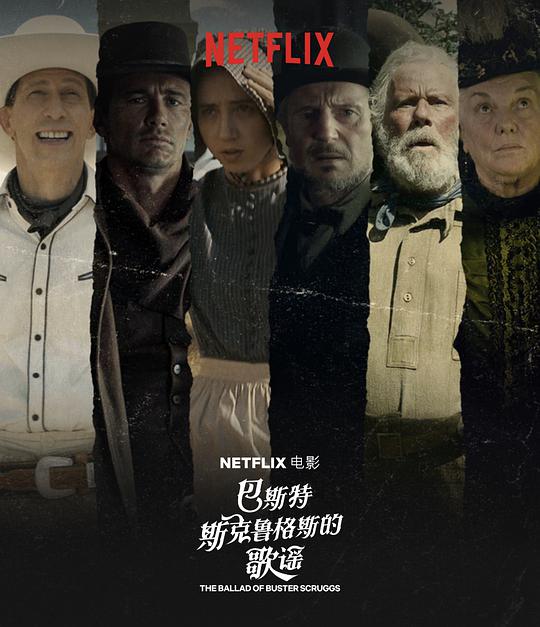 NETFLIX
NETFLIX 电影
巴斯特
斯克鲁格斯的
歌谣
THE BALLAD OF BUSTER SCRUGGS